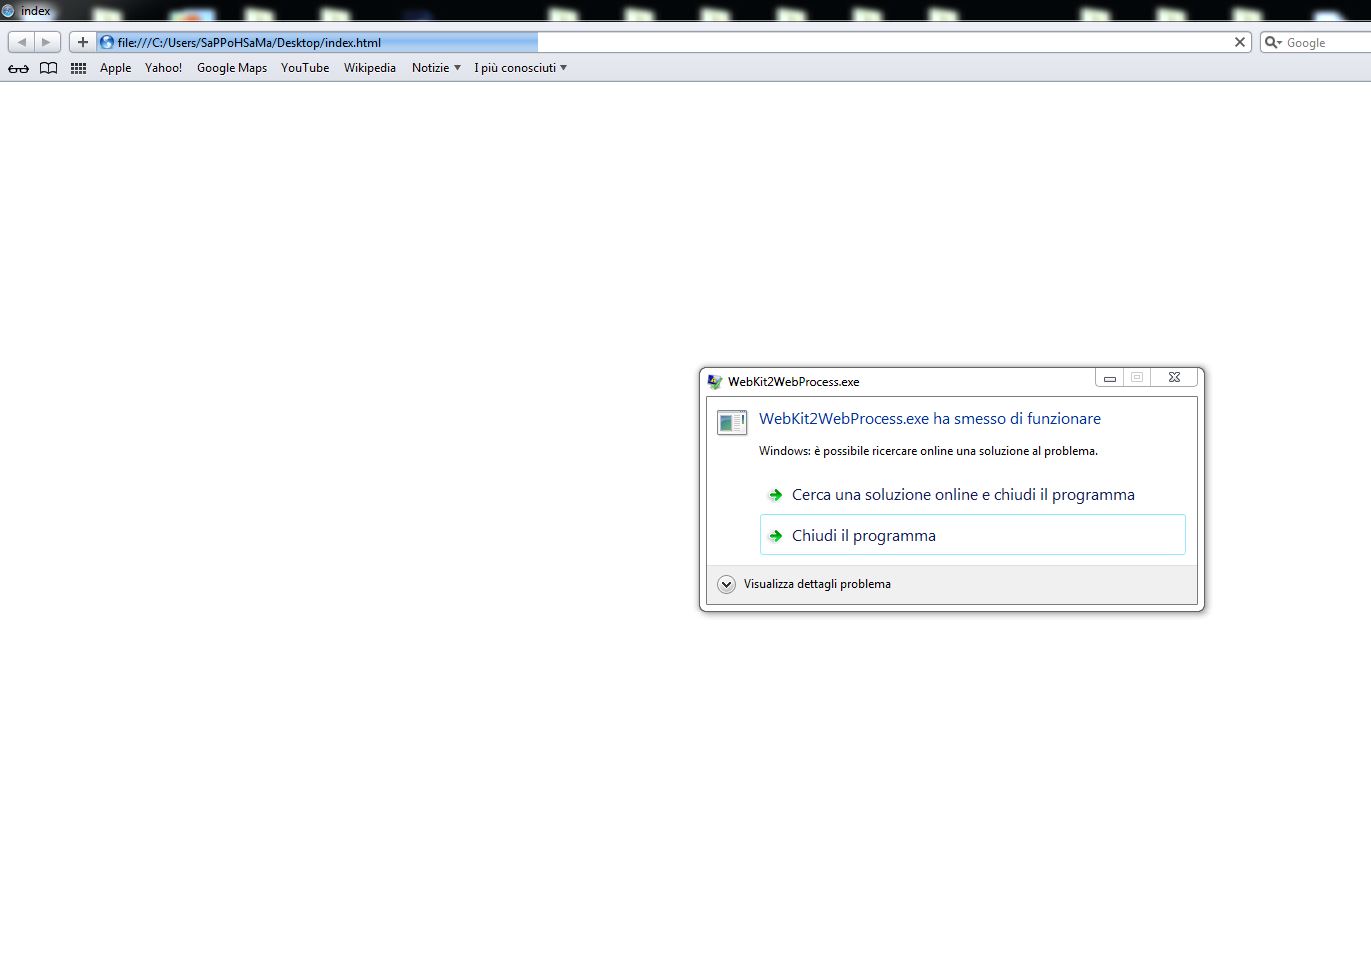 index
file:///C:/Users/SaPPoHSaMa/Desktop/index.html
Google
Apple Yahoo! Google Maps YouTube Wikipedia Notizie I più conosciuti
WebKit2WebProcess.exe
WebKit2WebProcess.exe ha smesso di funzionare
Windows: è possibile ricercare online una soluzione al problema.
Cerca una soluzione online e chiudi il programma
Chiudi il programma
Visualizza dettagli problema